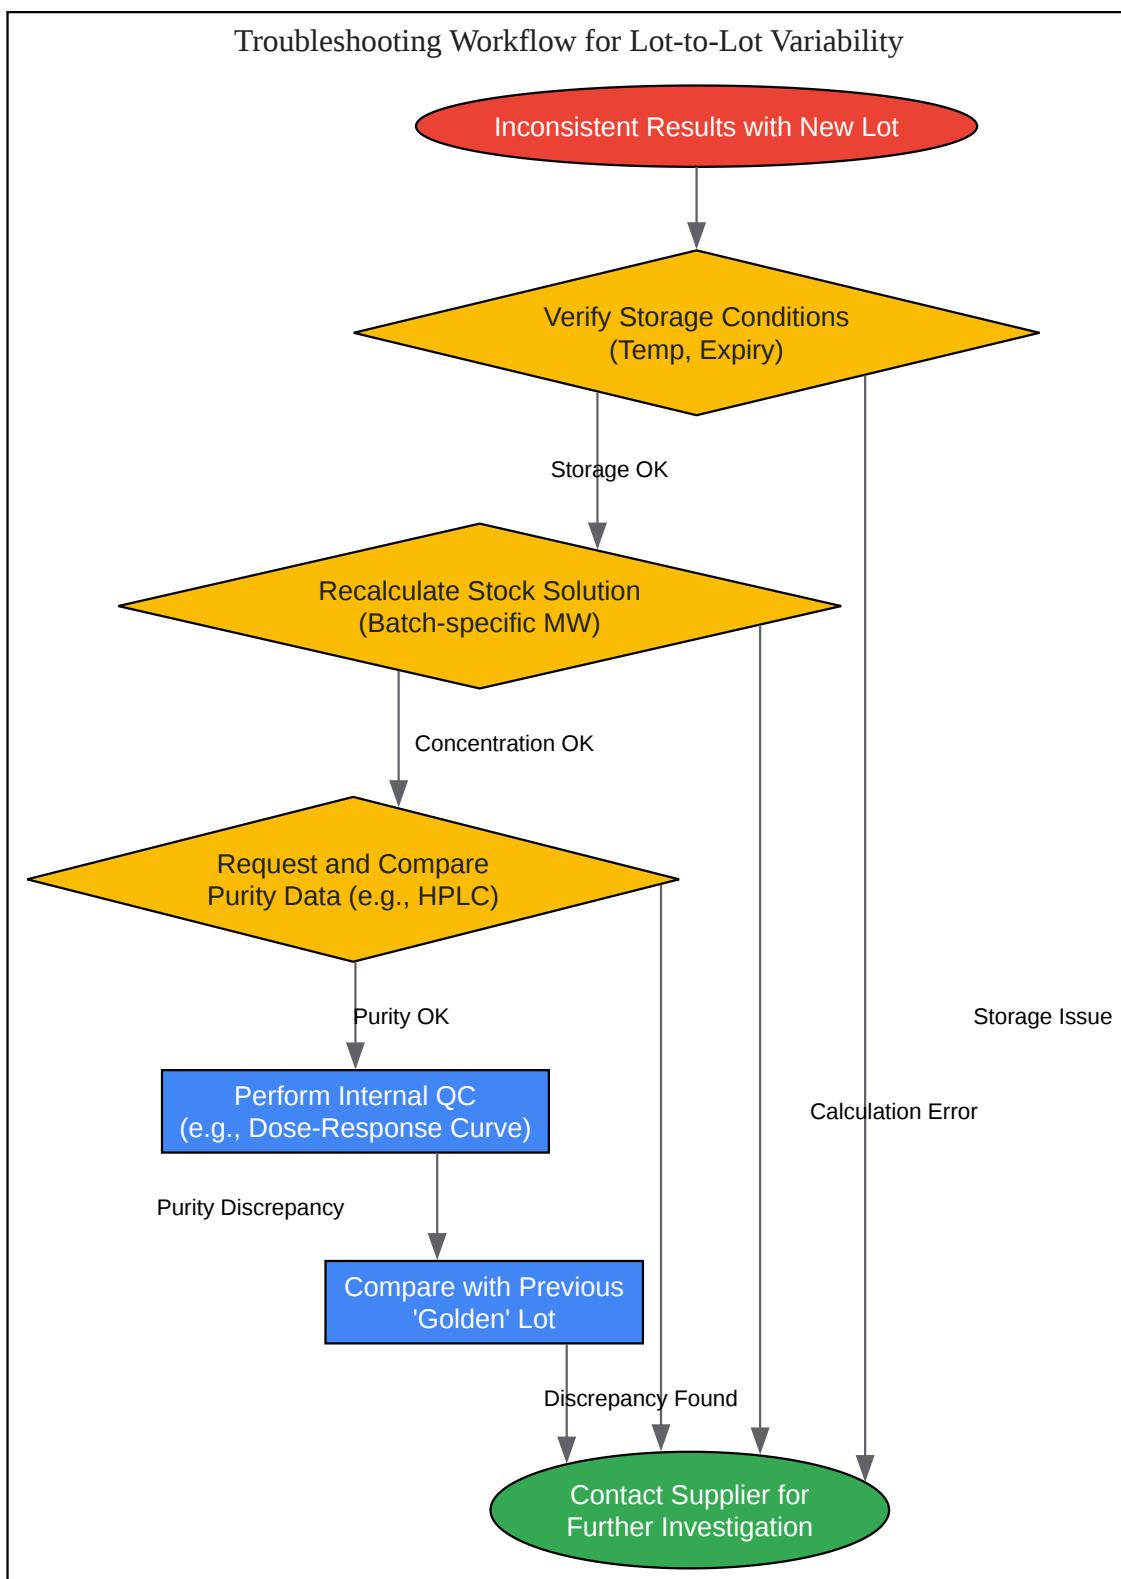 Troubleshooting Workflow for Lot-to-Lot Variability
Inconsistent Results with New Lot
Verify Storage Conditions
(Temp, Expiry)
Storage OK
Recalculate Stock Solution
(Batch-specific MW)
Concentration OK
Request and Compare
Purity Data (e.g., HPLC)
Purity OK
Storage Issue
Perform Internal QC
(e.g., Dose-Response Curve)
Calculation Error
Purity Discrepancy
Compare with Previous
'Golden' Lot
Discrepancy Found
Contact Supplier for
Further Investigation